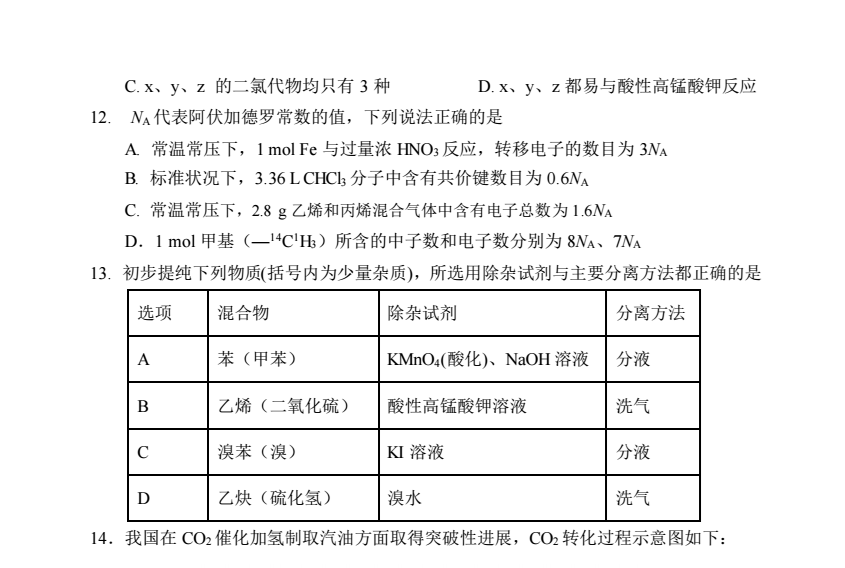 C. x、y、z 的二氯代物均只有 3 种 D. x、y、z 都易与酸性高锰酸钾反应
12. NA 代表阿伏加德罗常数的值，下列说法正确的是
A. 常温常压下，1 mol Fe 与过量浓 HNO3 反应，转移电子的数目为 3NA
B. 标准状况下，3.36 L CHCl3 分子中含有共价键数目为 0.6NA
C. 常温常压下，2.8 g 乙烯和丙烯混合气体中含有电子总数为 1.6NA
D．1 mol 甲基（—14C1H3）所含的中子数和电子数分别为 8NA、7NA
13. 初步提纯下列物质(括号内为少量杂质)，所选用除杂试剂与主要分离方法都正确的是
选项 混合物 除杂试剂 分离方法
A 苯（甲苯） KMnO4(酸化)、NaOH 溶液 分液
B 乙烯（二氧化硫） 酸性高锰酸钾溶液 洗气
C 溴苯（溴） KI 溶液 分液
D 乙炔（硫化氢） 溴水 洗气
14．我国在 CO2 催化加氢制取汽油方面取得突破性进展，CO2 转化过程示意图如下：